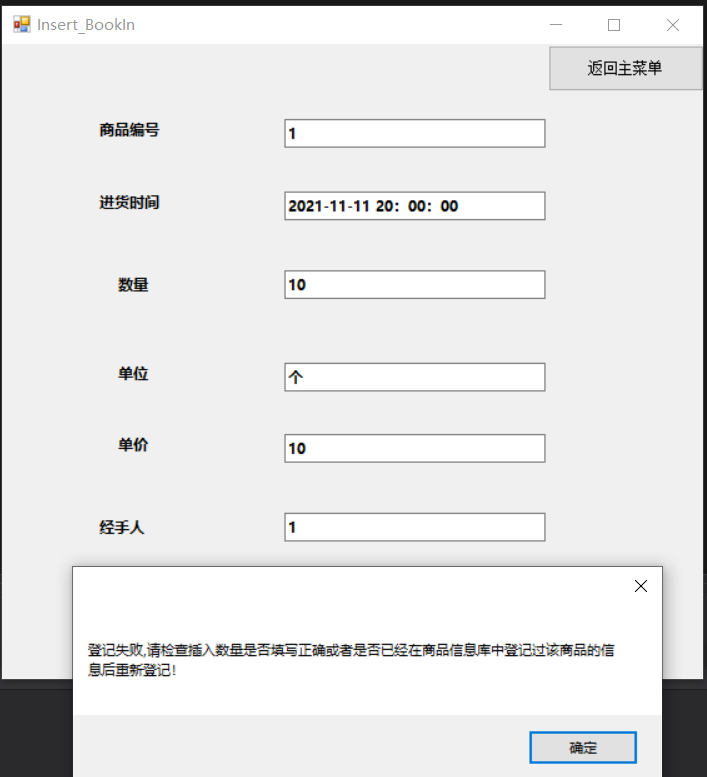 Insert_BookIn
返回主菜单
商品编号
1
进货时间
2021-11-11 20：00：00
数量
10
单位
个
单价
10
经手人
1
登记失败,请检查插入数量是否填写正确或者是否已经在商品信息库中登记过该商品的信
息后重新登记!
确定